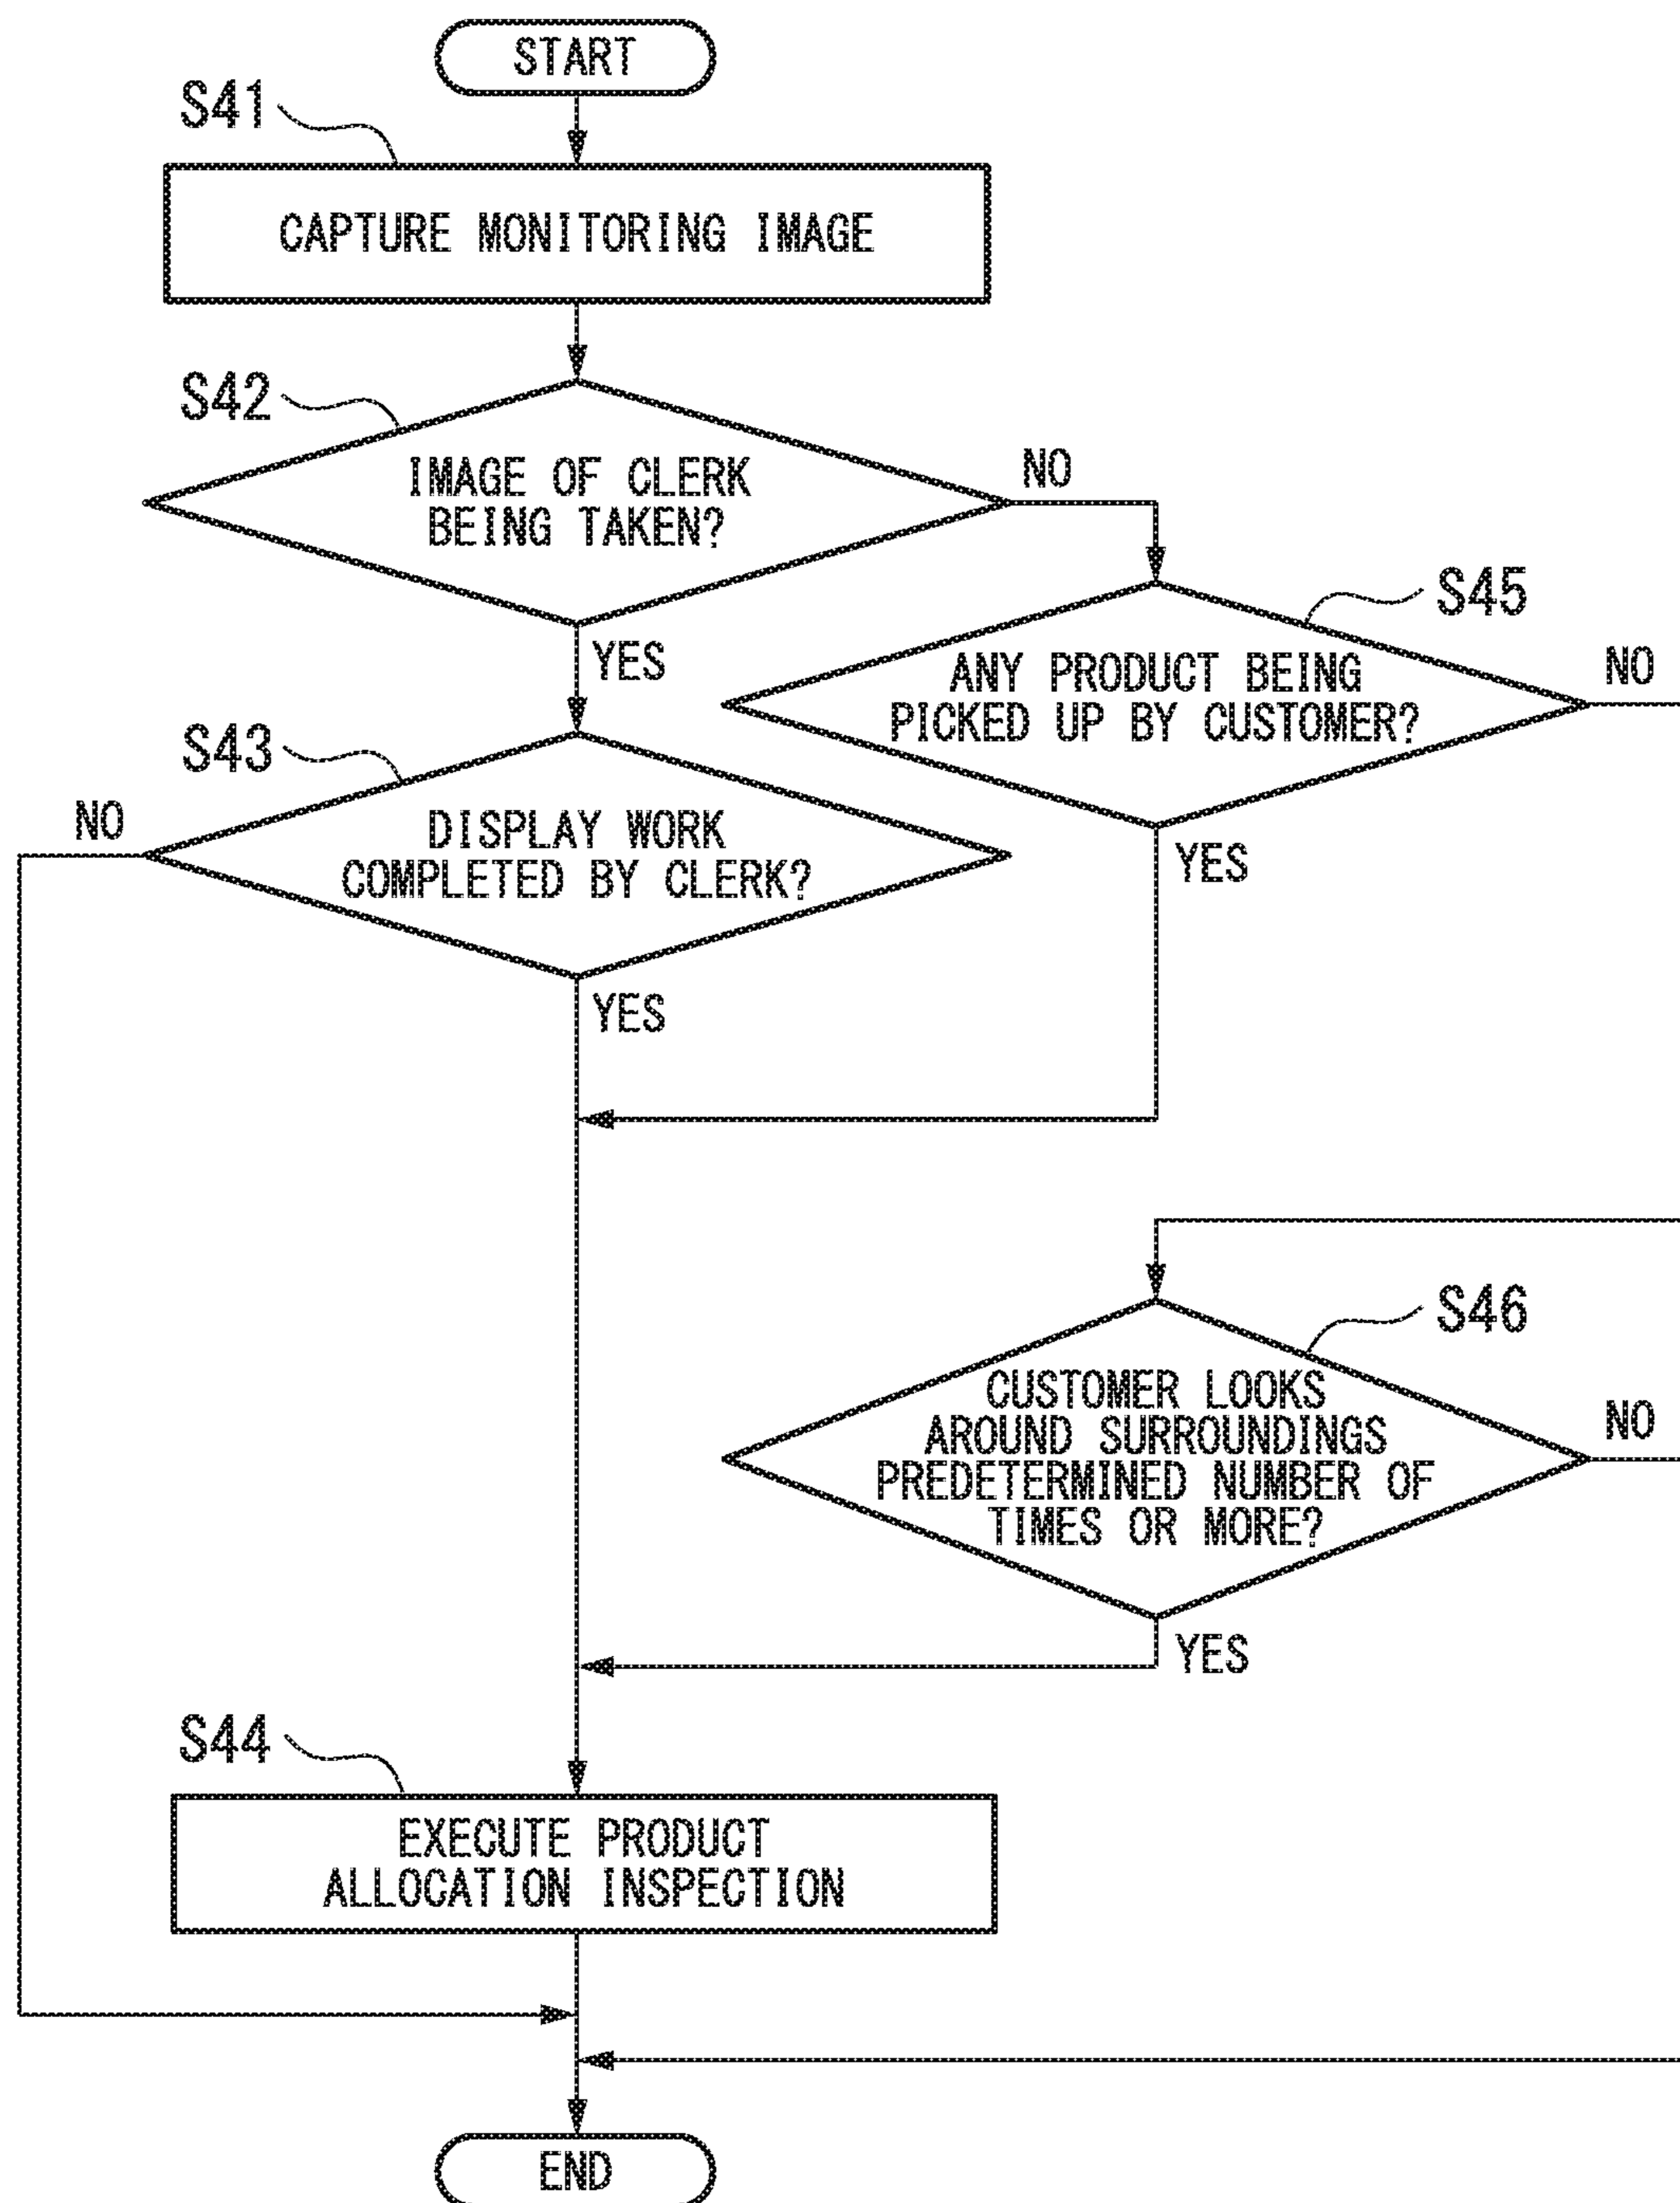 START
S41
CAPTURE MONITORING IMAGE
S42
IMAGE OF CLERK
BEING TAKEN?
NO
YES
S45
ANY PRODUCT BEING
PICKED UP BY CUSTOMER?
NO
YES
S43
DISPLAY WORK
COMPLETED BY CLERK?
NO
YES
S46
CUSTOMER LOOKS
AROUND SURROUNDINGS
PREDETERMINED NUMBER OF
TIMES OR MORE?
NO
YES
S44
EXECUTE PRODUCT
ALLOCATION INSPECTION
END